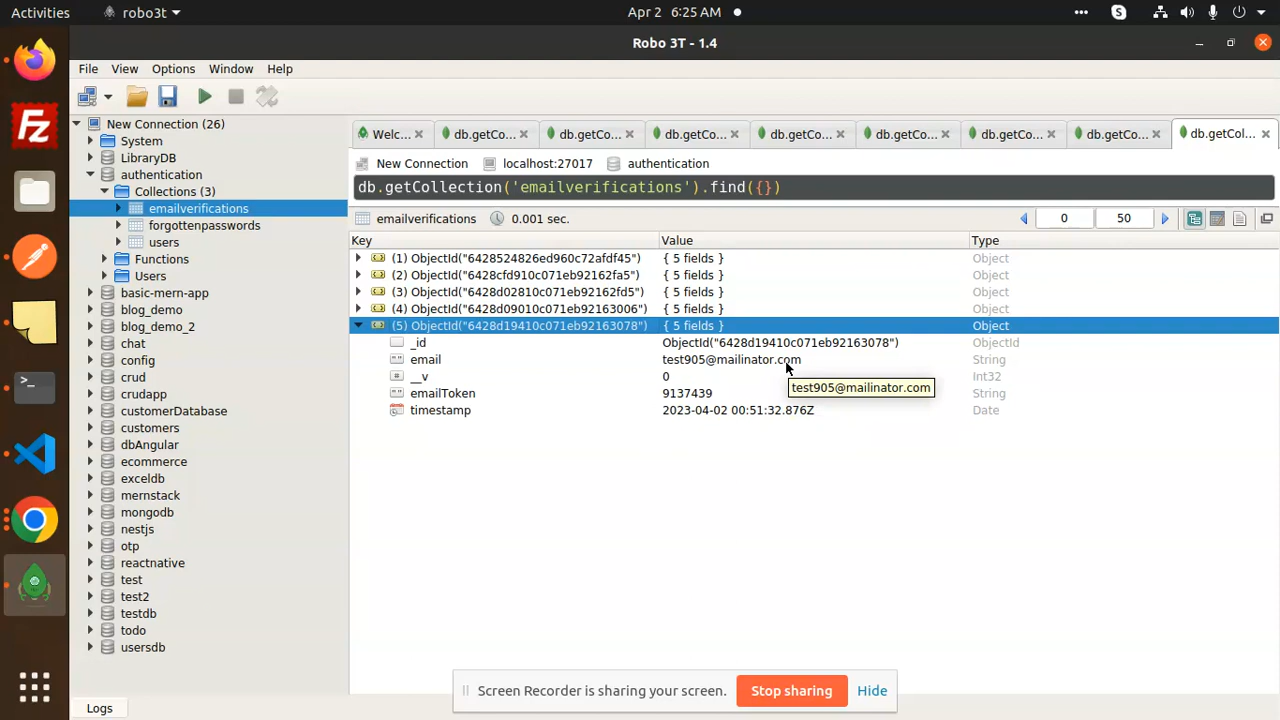 Activities robo3t Apr 2 6:25 AM
Robo 3T - 1.4
File View Options Window Help
New Connection (26)
System
LibraryDB
authentication
Collections (3)
emailverifications
forgottenpasswords
users
Functions
Users
basic-mern-app
blog_demo
blog_demo_2
chat
config
crud
crudapp
customerDatabase
customers
dbAngular
ecommerce
exceldb
mernstack
mongodb
nestjs
otp
reactnative
test
test2
testdb
todo
usersdb
Logs
Welc... db.getCo... db.getCo... db.getCo... db.getCo... db.getCo... db.getCo... db.getCo... db.getCol...
New Connection localhost:27017 authentication
db.getCollection('emailverifications').find({})
emailverifications 0.001 sec. 0 50
Key Value Type
(1) ObjectId("6428524826ed960c72afdf45") { 5 fields } Object
(2) ObjectId("6428cfd910c071eb92162fa5") { 5 fields } Object
(3) ObjectId("6428d02810c071eb92162fd5") { 5 fields } Object
(4) ObjectId("6428d09010c071eb92163006") { 5 fields } Object
(5) ObjectId("6428d19410c071eb92163078") { 5 fields } Object
_id ObjectId("6428d19410c071eb92163078") ObjectId
email test905@mailinator.com String
__v 0 Int32
test905@mailinator.com
emailToken 9137439 String
timestamp 2023-04-02 00:51:32.876Z Date
Screen Recorder is sharing your screen. Stop sharing Hide